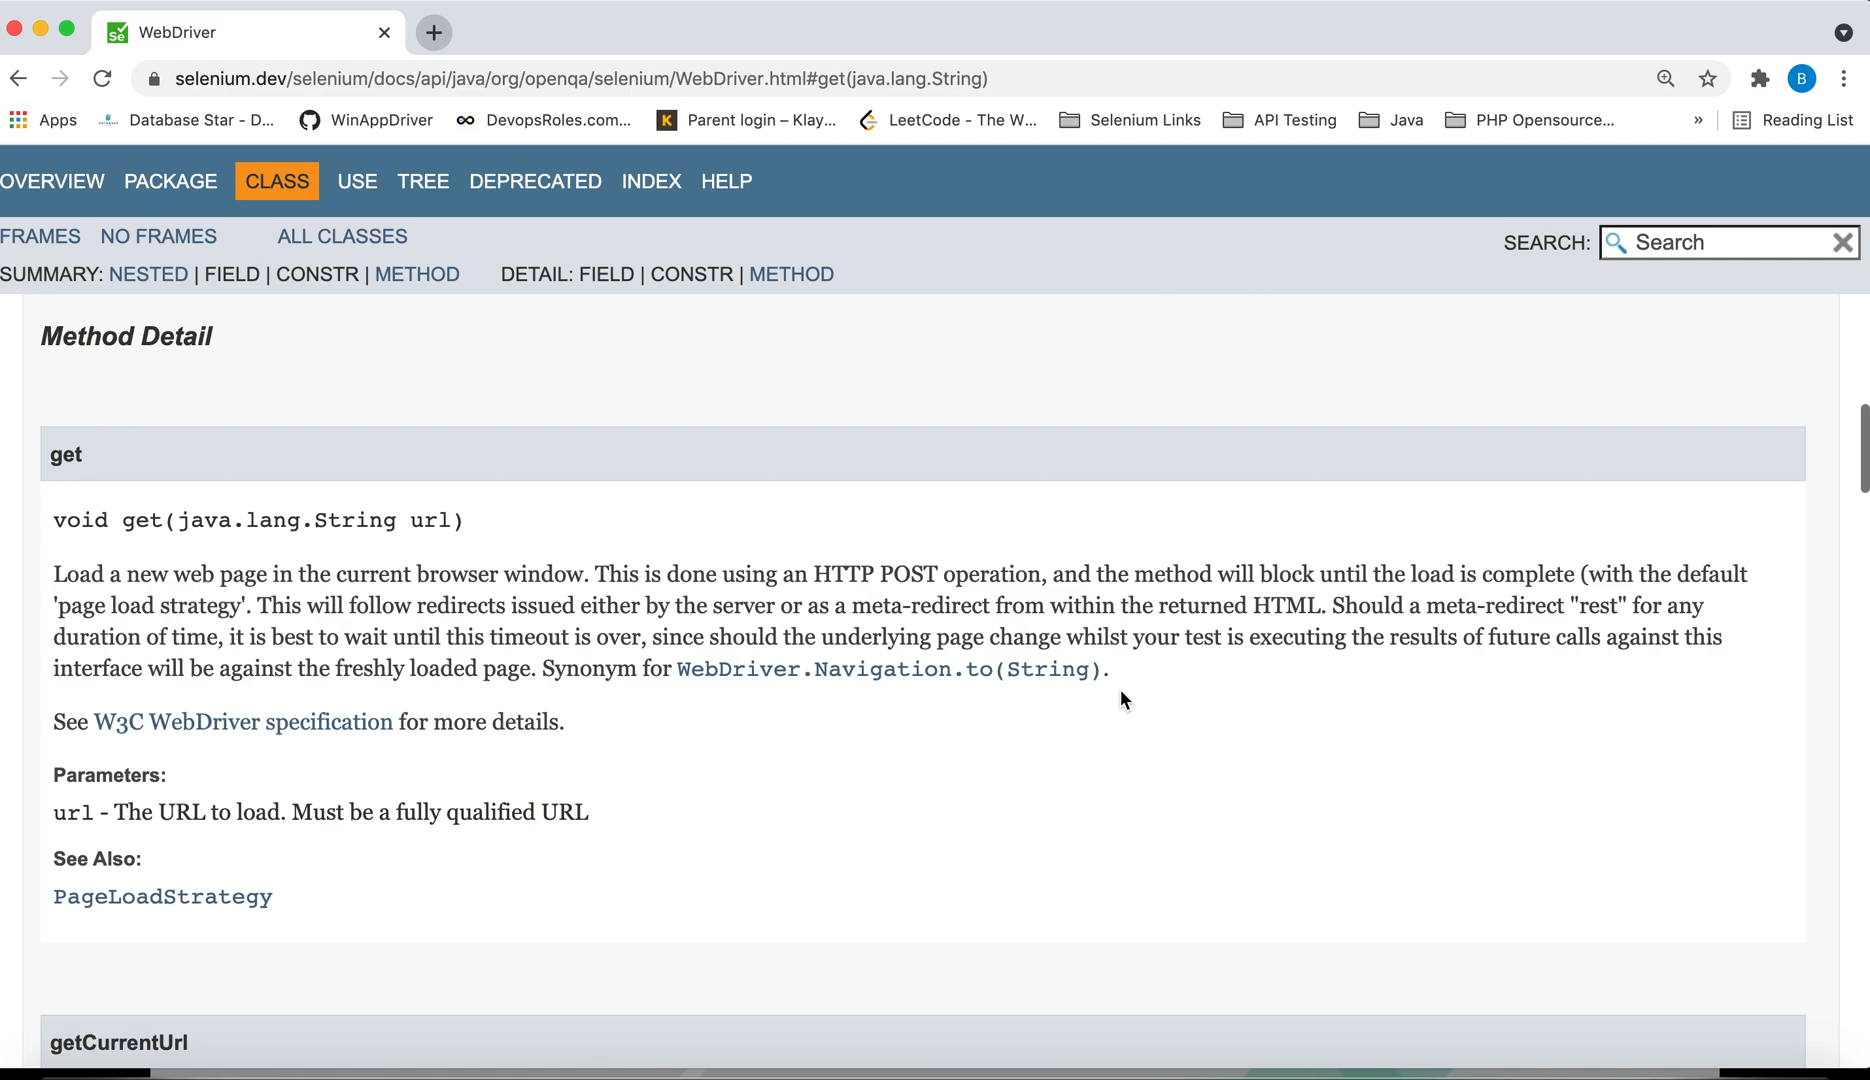 WebDriver
selenium.dev/selenium/docs/api/java/org/openqa/selenium/WebDriver.html#get(java.lang.String)
B
Apps Database Star - D... WinAppDriver DevopsRoles.com... Parent login – Klay... LeetCode - The W... Selenium Links API Testing Java PHP Opensource... » Reading List
OVERVIEW PACKAGE CLASS USE TREE DEPRECATED INDEX HELP
FRAMES NO FRAMES ALL CLASSES
SEARCH: Search
SUMMARY: NESTED | FIELD | CONSTR | METHOD DETAIL: FIELD | CONSTR | METHOD
Method Detail
get
void get(java.lang.String url)
Load a new web page in the current browser window. This is done using an HTTP POST operation, and the method will block until the load is complete (with the default
'page load strategy'. This will follow redirects issued either by the server or as a meta-redirect from within the returned HTML. Should a meta-redirect "rest" for any
duration of time, it is best to wait until this timeout is over, since should the underlying page change whilst your test is executing the results of future calls against this
interface will be against the freshly loaded page. Synonym for WebDriver.Navigation.to(String).
See W3C WebDriver specification for more details.
Parameters:
url - The URL to load. Must be a fully qualified URL
See Also:
PageLoadStrategy
getCurrentUrl